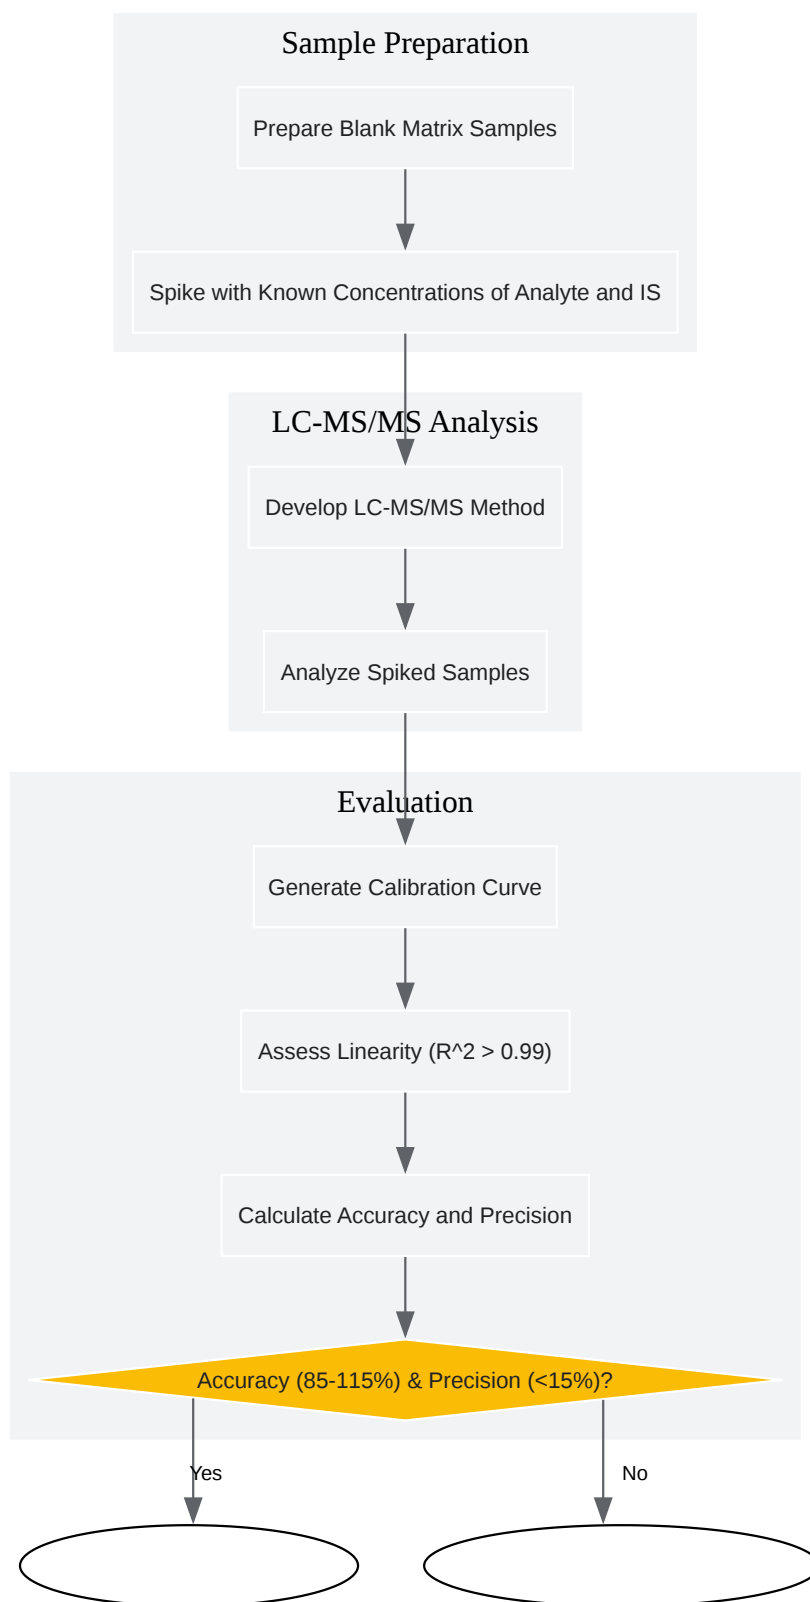 Sample Preparation
Prepare Blank Matrix Samples
Spike with Known Concentrations of Analyte and IS
LC-MS/MS Analysis
Develop LC-MS/MS Method
Analyze Spiked Samples
Evaluation
Generate Calibration Curve
Assess Linearity (R^2 > 0.99)
Calculate Accuracy and Precision
Accuracy (85-115%) & Precision (<15%)?
Yes
No